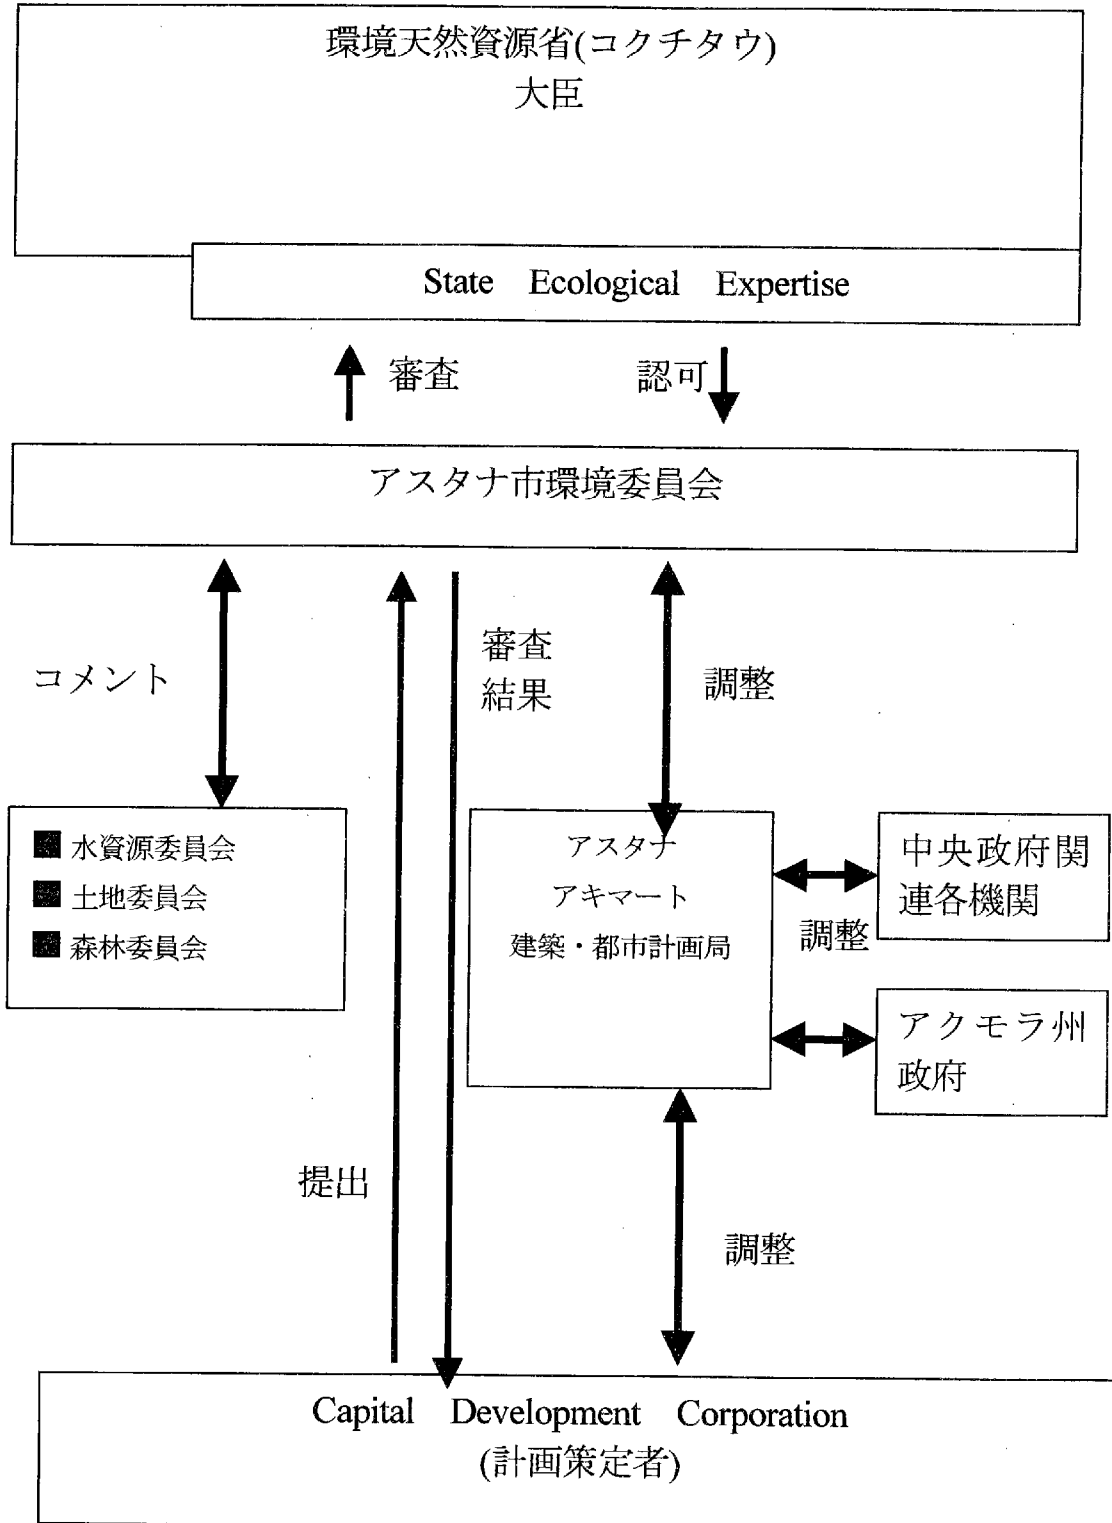 環境天然資源省(コクチタウ)
大臣
State Ecological Expertise
審査
認可
アスタナ市環境委員会
コメント
審査
結果
調整
■ 水資源委員会
■ 土地委員会
■ 森林委員会
アスタナ
アキマート
建築・都市計画局
中央政府関
連各機関
調整
アクモラ州
政府
提出
調整
Capital Development Corporation
(計画策定者)